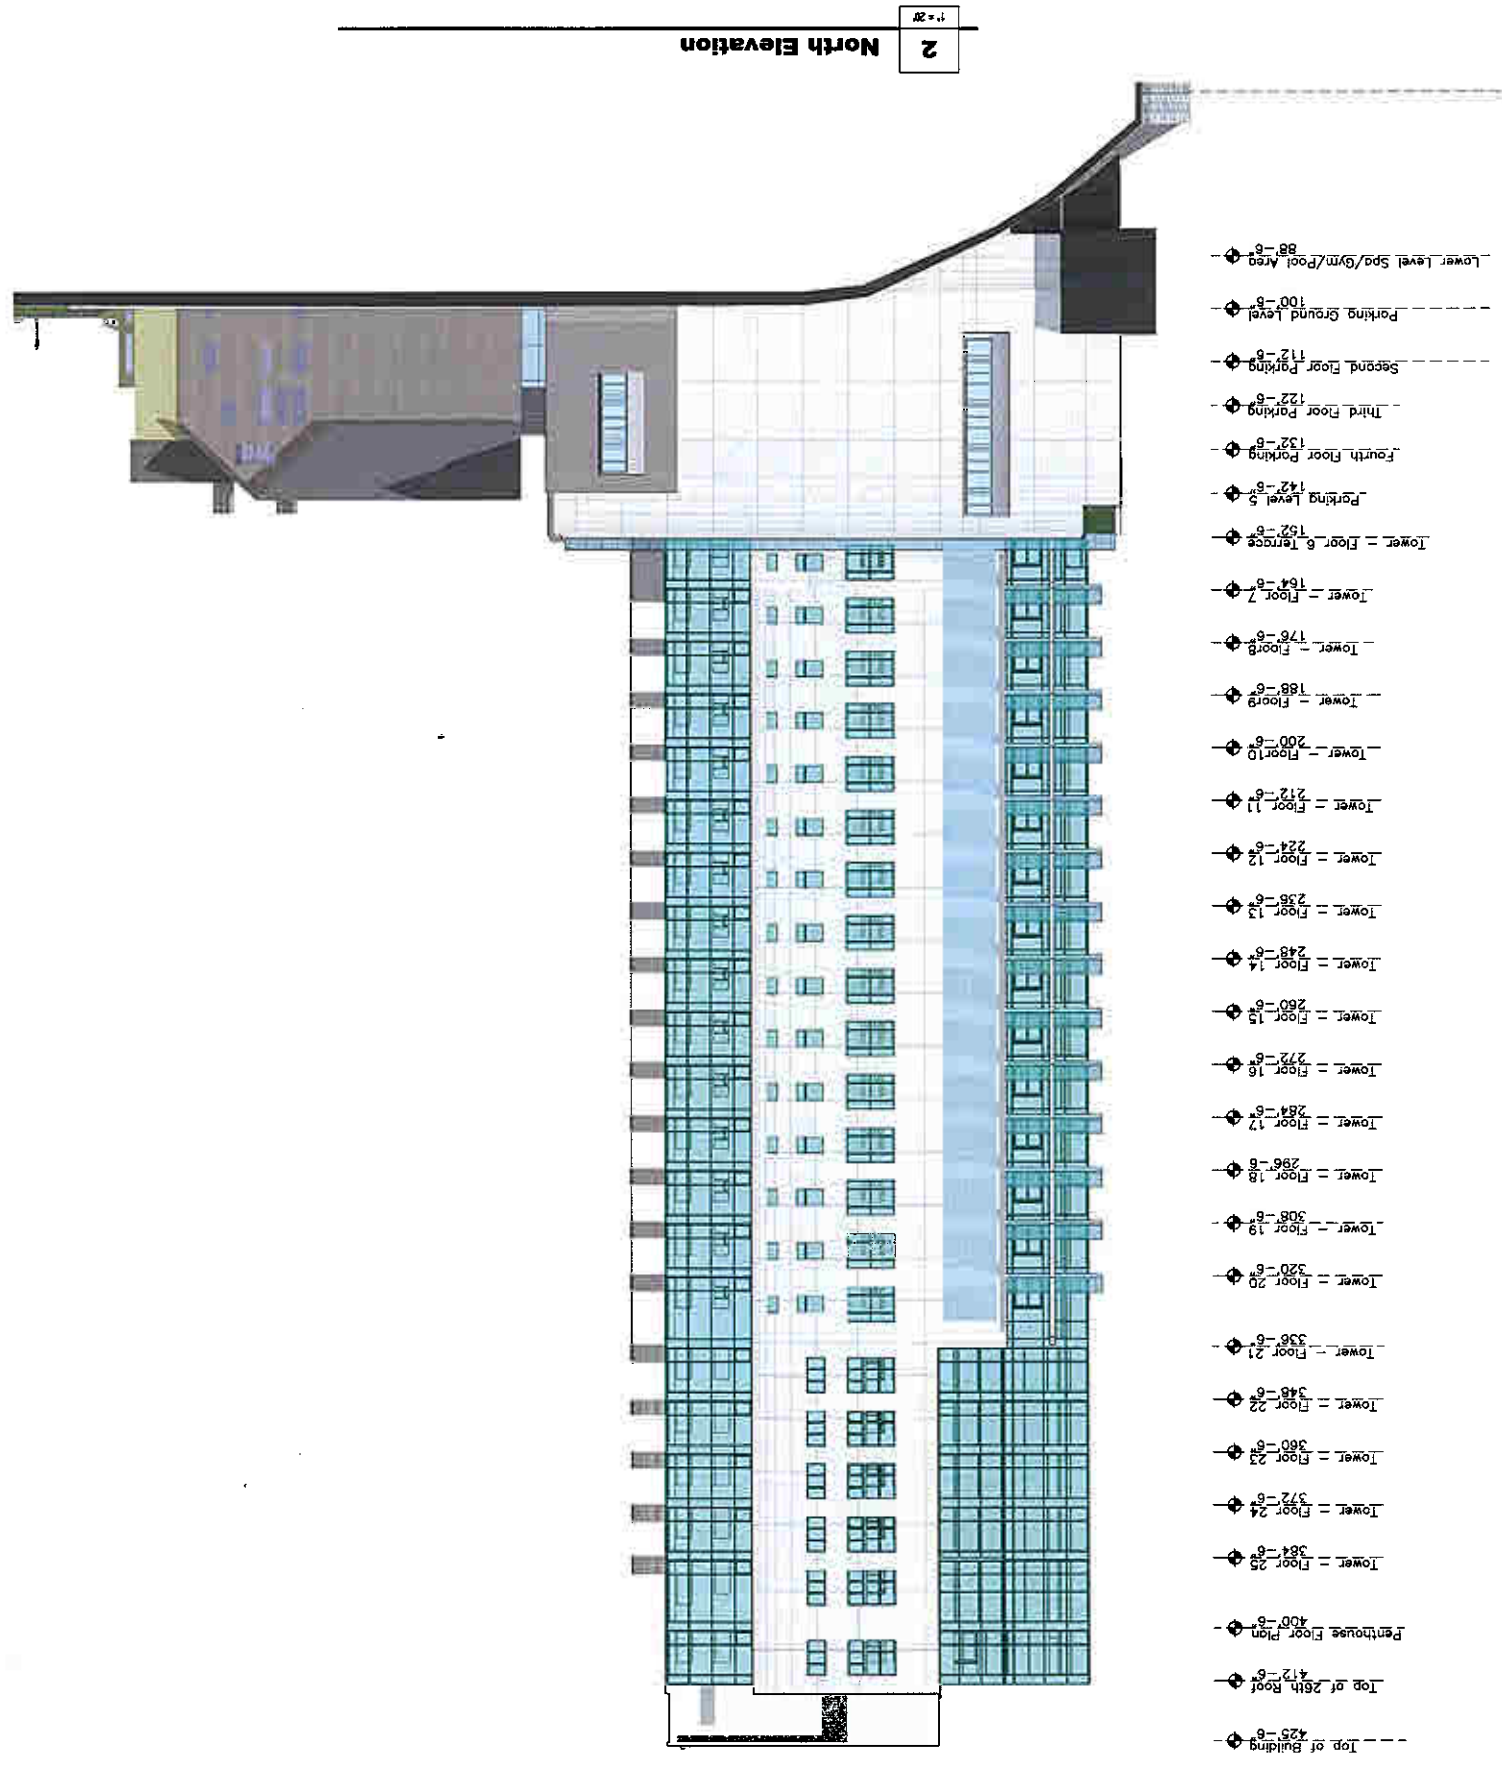 Top of Building
425'-6"
Top of 26th Roof
412'-6"
Penthouse Floor Plan
400'-6"
Tower - Floor 25
384'-6"
Tower - Floor 24
372'-6"
Tower - Floor 23
360'-6"
Tower - Floor 22
348'-6"
Tower - Floor 21
336'-6"
Tower - Floor 20
320'-6"
Tower - Floor 19
308'-6"
Tower - Floor 18
296'-6
Tower - Floor 17
284'-6"
Tower - Floor 16
272'-6"
Tower - Floor 15
260'-6"
Tower - Floor 14
248'-6"
Tower - Floor 13
236'-6"
Tower - Floor 12
224'-6"
Tower - Floor 11
212'-6"
Tower - Floor10
200'-6"
Tower - Floor9
188'-6"
Tower - Floor8
176'-6"
Tower - Floor 7
164'-6"
Tower - Floor 6 Terrace
152'-6"
Parking Level 5
142'-6"
Fourth Floor Parking
132'-6"
Third Floor Parking
122'-6"
Second Floor Parking
112'-6"
Parking Ground Level
100'-6"
Lower Level Spa/Gym/Pool Area
88'-6"
2 North Elevation
1" = 20'